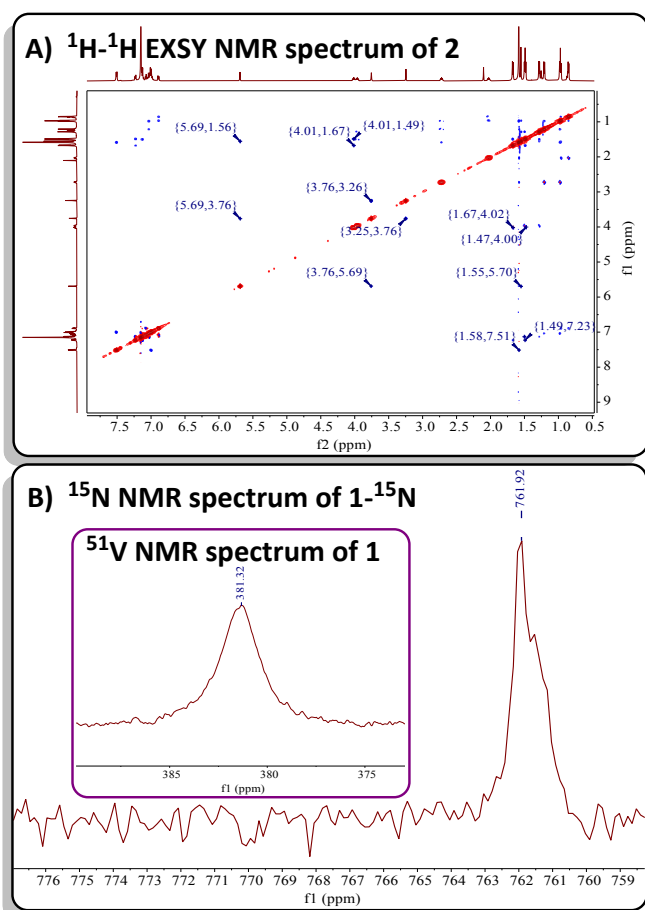 A) ¹H-¹H EXSY NMR spectrum of 2
{5.69,1.56}
{4.01,1.67}
{4.01,1.49}
{5.69,3.76}
{3.76,3.26}
{3.25,3.76}
{1.67,4.02}
{1.47,4.00}
{3.76,5.69}
{1.55,5.70}
{1.49,7.23}
{1.58,7.51}
1
2
3
4
5
6
7
8
9
f1 (ppm)
7.5 7.0 6.5 6.0 5.5 5.0 4.5 4.0 3.5 3.0 2.5 2.0 1.5 1.0 0.5
f2 (ppm)
B) ¹⁵N NMR spectrum of 1-¹⁵N
761.92
⁵¹V NMR spectrum of 1
381.32
385 380 375
f1 (ppm)
776 775 774 773 772 771 770 769 768 767 766 765 764 763 762 761 760 759
f1 (ppm)